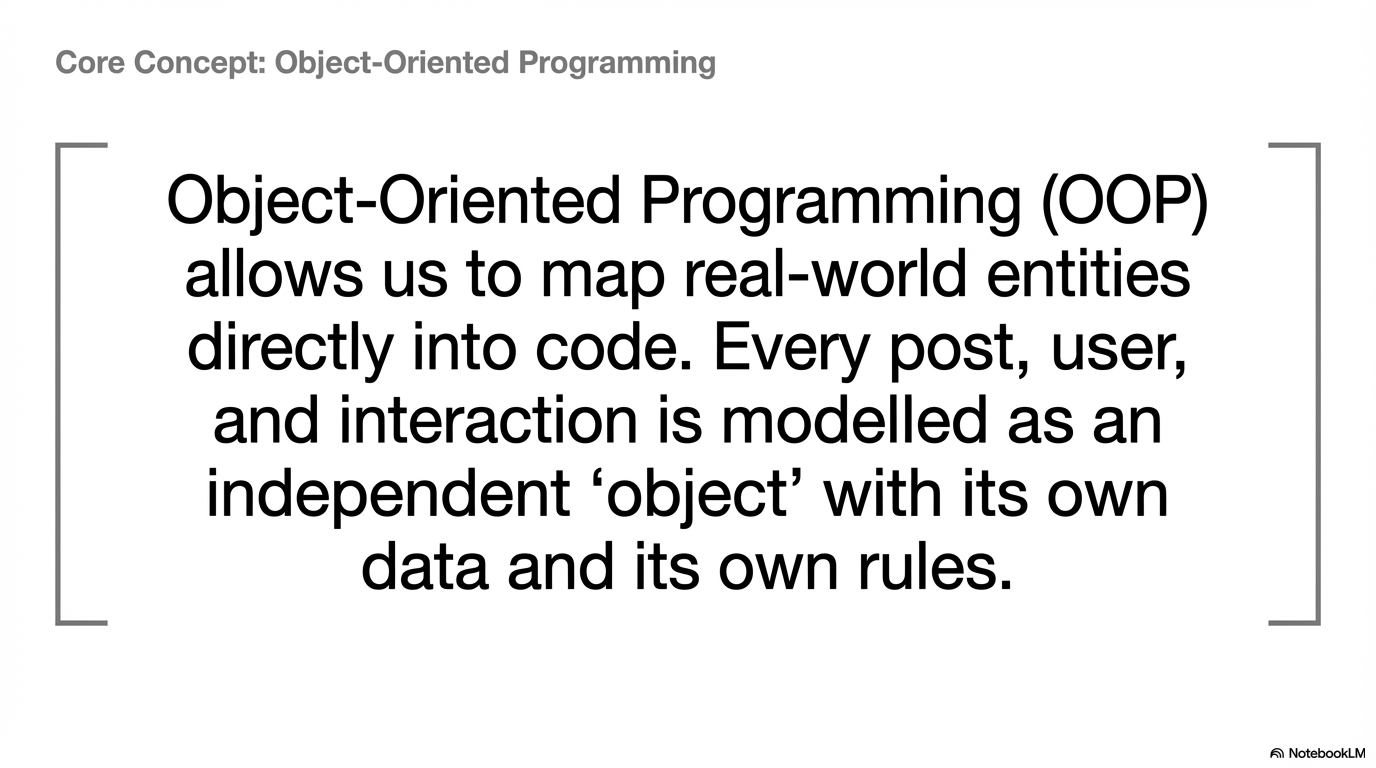 Core Concept: Object-Oriented Programming
Object-Oriented Programming (OOP)
allows us to map real-world entities
directly into code. Every post, user,
and interaction is modelled as an
independent ‘object’ with its own
data and its own rules.
NotebookLM